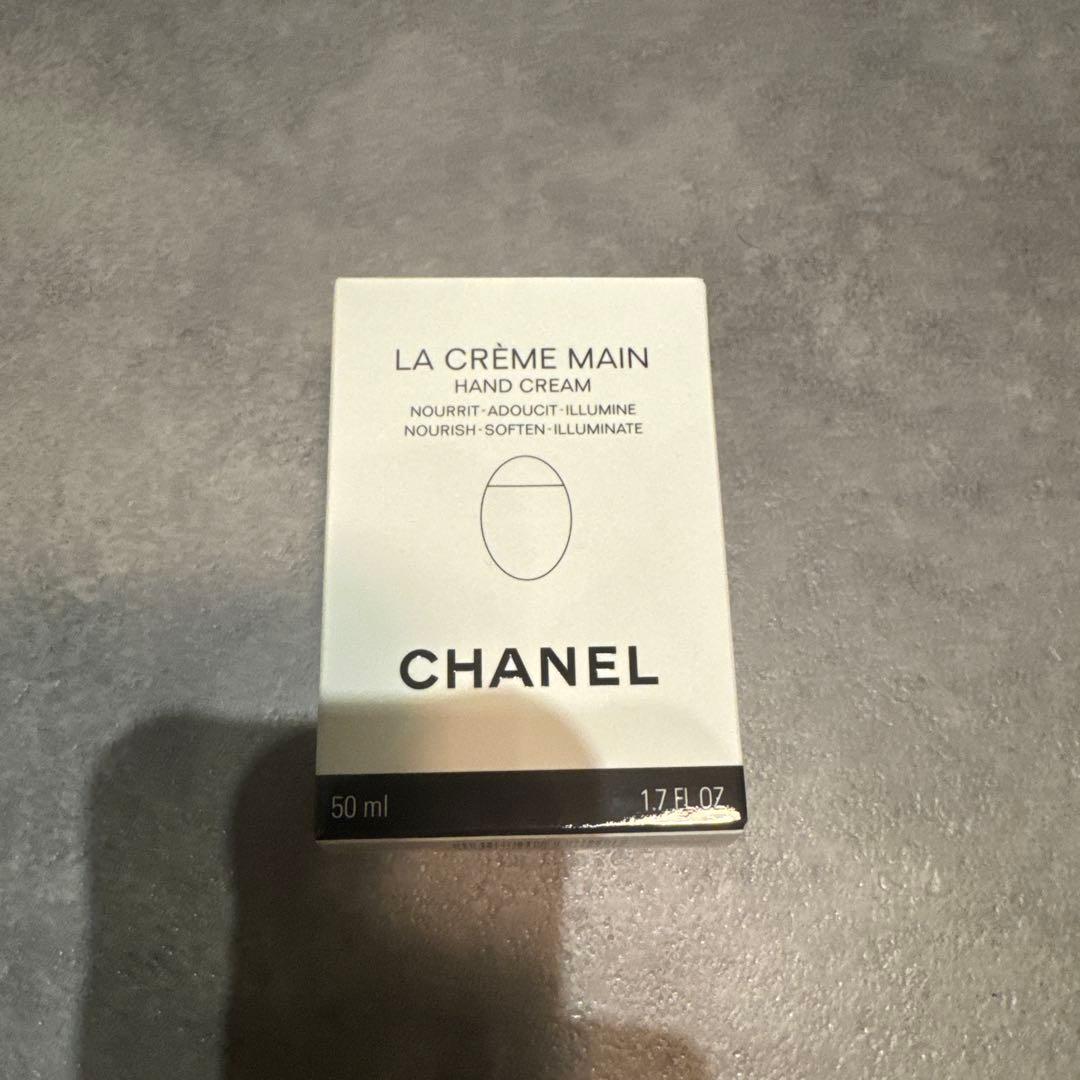 LA CRÈME MAIN
HAND CREAM
NOURRIT-ADOUCIT-ILLUMINE
NOURISH-SOFTEN-ILLUMINATE
CHANEL
50 ml 1.7 FL OZ